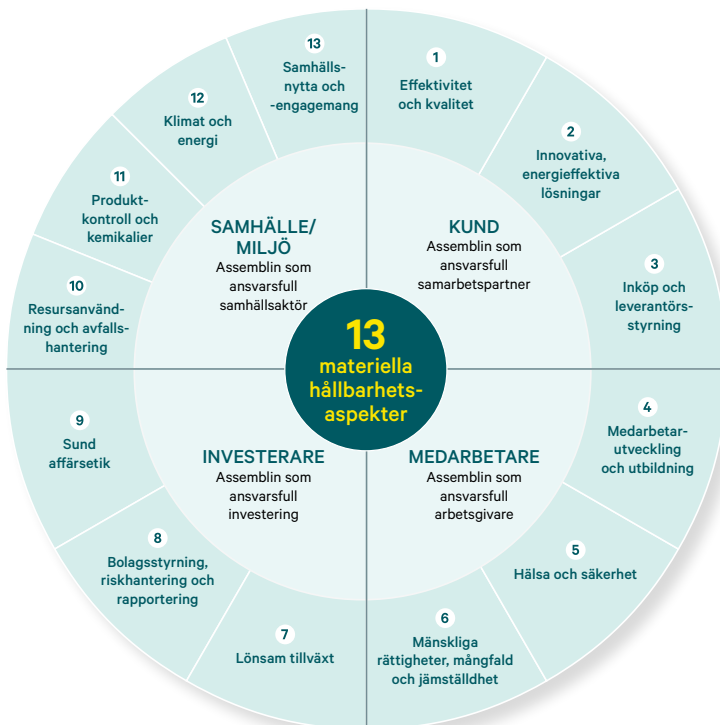 13
materiella
hållbarhets-
aspekter
KUND
Assemblin som
ansvarsfull
samarbetspartner
1
Effektivitet
och kvalitet
2
Innovativa,
energieffektiva
lösningar
3
Inköp och
leverantörs-
styrning
MEDARBETARE
Assemblin som
ansvarsfull
arbetsgivare
4
Medarbetar-
utveckling
och utbildning
5
Hälsa och säkerhet
6
Mänskliga
rättigheter, mångfald
och jämställdhet
INVESTERARE
Assemblin som
ansvarsfull
investering
7
Lönsam tillväxt
8
Bolagsstyrning,
riskhantering och
rapportering
9
Sund
affärsetik
SAMHÄLLE/
MILJÖ
Assemblin som
ansvarsfull
samhällsaktör
10
Resursanvänd-
ning och avfalls-
hantering
11
Produkt-
kontroll och
kemikalier
12
Klimat och
energi
13
Samhälls-
nytta och
-engagemang